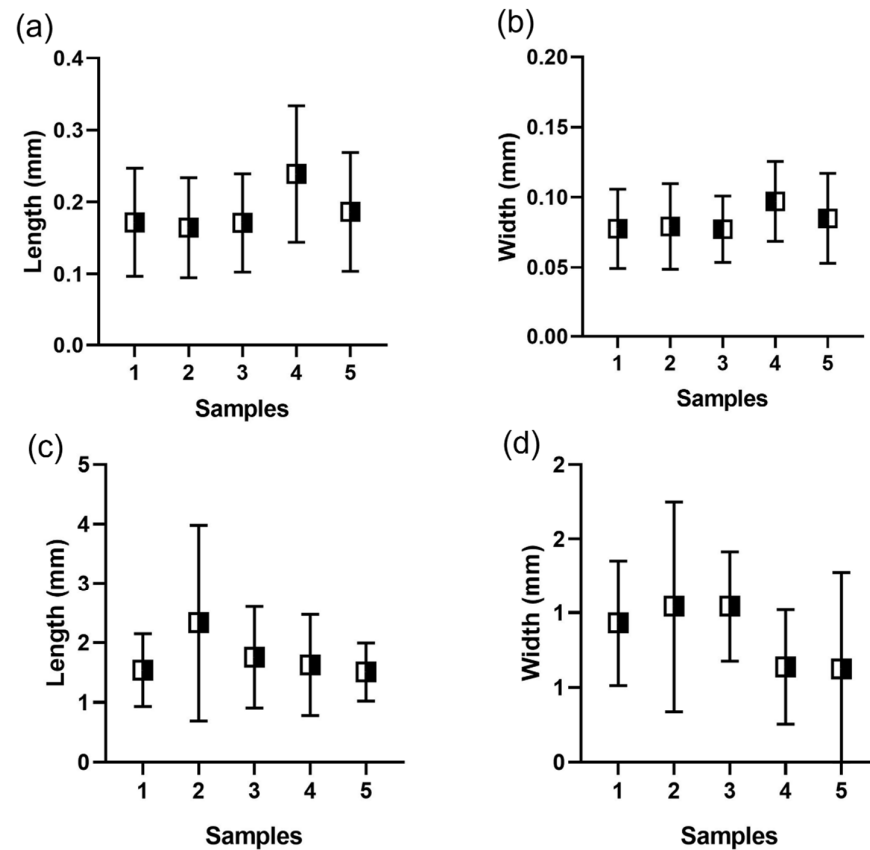 (a)
Length (mm)
0.4
0.3
0.2
0.1
0.0
1 2 3 4 5
Samples
(b)
Width (mm)
0.20
0.15
0.10
0.05
0.00
1 2 3 4 5
Samples
(c)
Length (mm)
5
4
3
2
1
0
1 2 3 4 5
Samples
(d)
Width (mm)
2
2
1
1
0
1 2 3 4 5
Samples